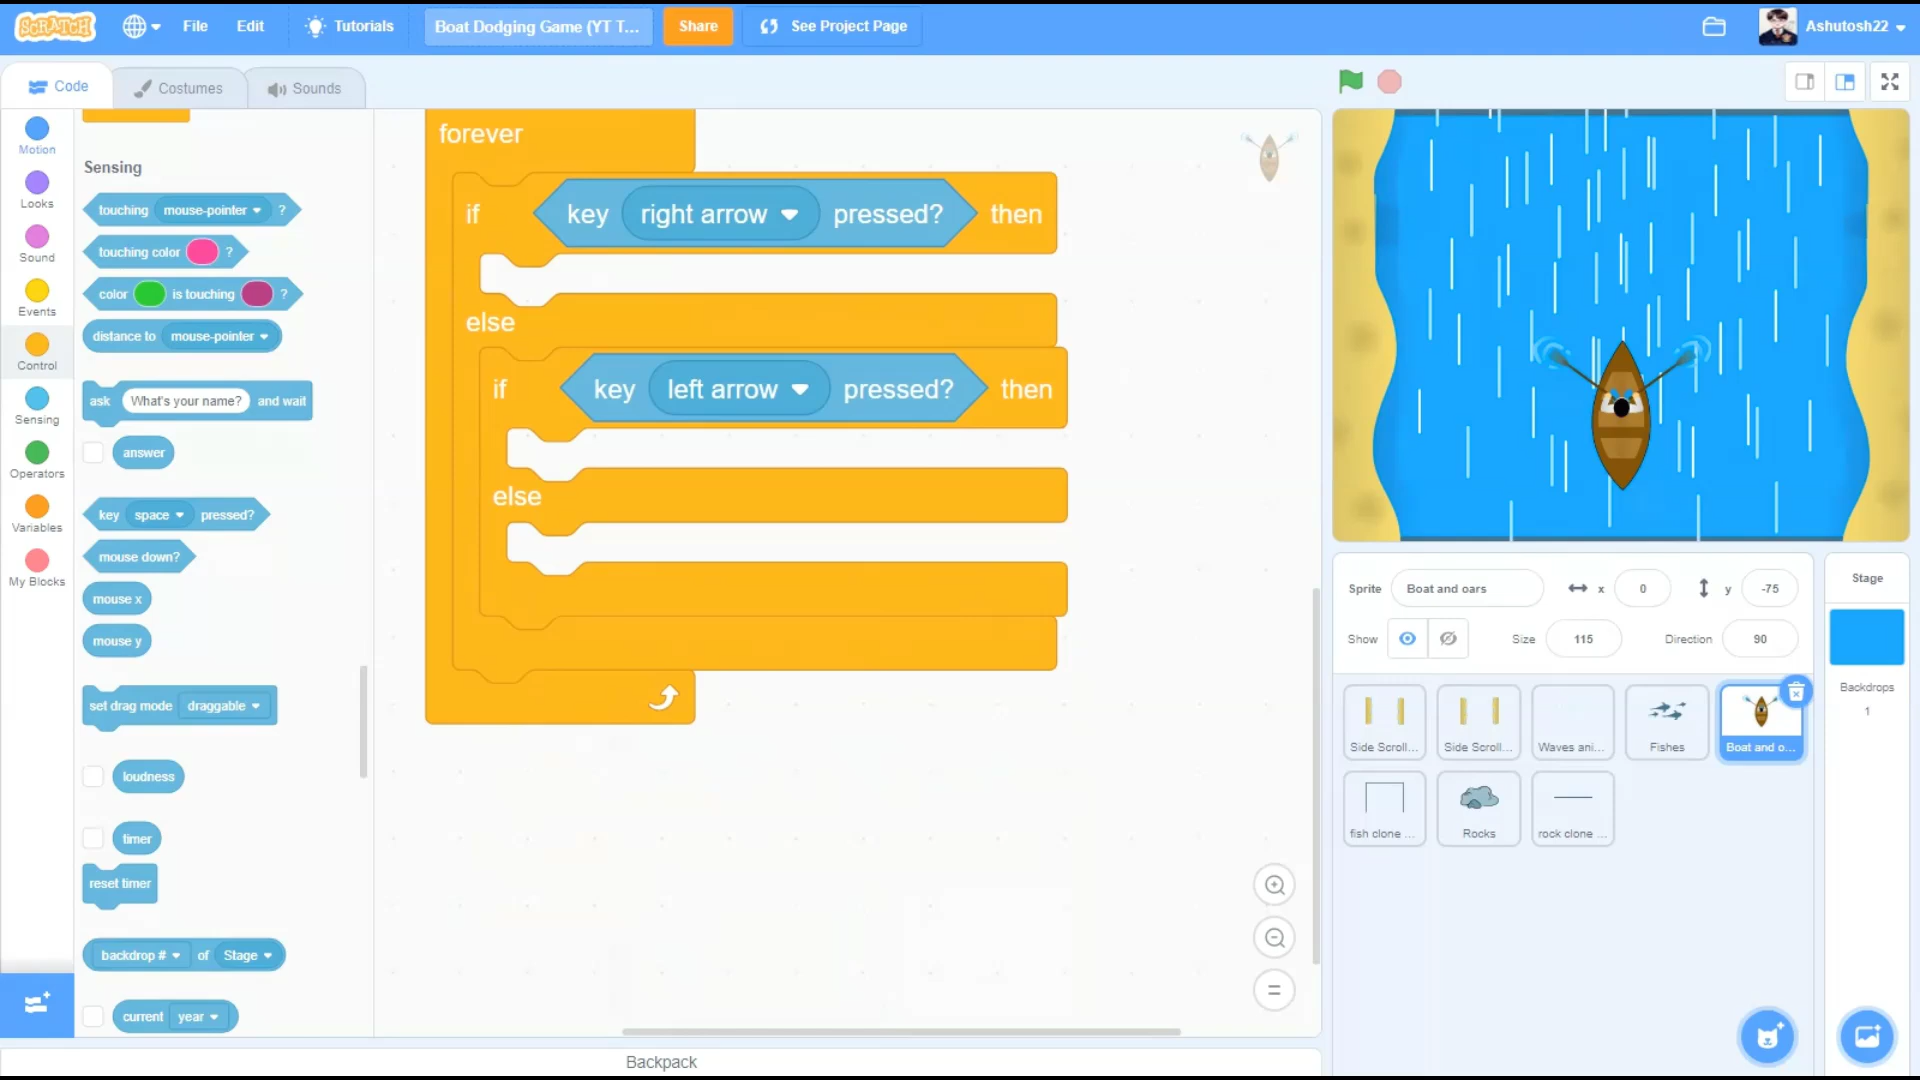 SCRATCH File Edit Tutorials Boat Dodging Game (YT T... Share See Project Page Ashutosh22
Code Costumes Sounds
Motion
Looks
Sound
Events
Control
Sensing
Operators
Variables
My Blocks
Sensing
touching mouse-pointer ?
touching color ?
color is touching ?
distance to mouse-pointer
ask What's your name? and wait
answer
key space pressed?
mouse down?
mouse x
mouse y
set drag mode draggable
loudness
timer
reset timer
backdrop # of Stage
current year
forever
if key right arrow pressed? then
else
if key left arrow pressed? then
else
Backpack
Sprite Boat and oars x 0 y -75
Show Size 115 Direction 90
Side Scroll... Side Scroll... Waves ani... Fishes Boat and o...
fish clone ... Rocks rock clone ...
Stage
Backdrops
1